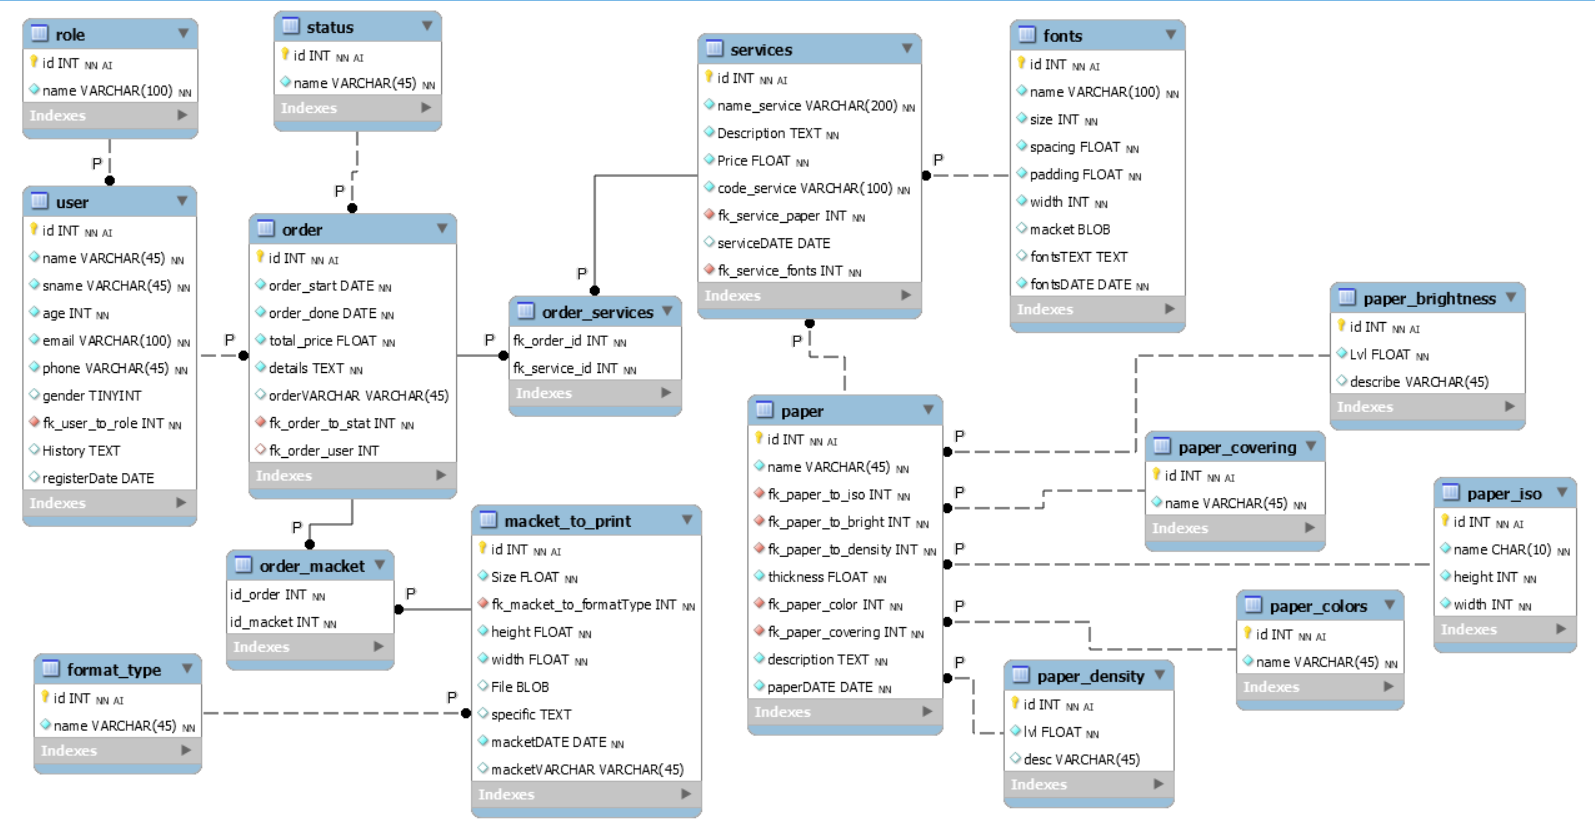 role
id INT NN AI
name VARCHAR(100) NN
Indexes
P
user
id INT NN AI
name VARCHAR(45) NN
sname VARCHAR(45) NN
age INT NN
email VARCHAR(100) NN
phone VARCHAR(45) NN
gender TINYINT
fk_user_to_role INT NN
History TEXT
registerDate DATE
Indexes
P
status
id INT NN AI
name VARCHAR(45) NN
Indexes
P
order
id INT NN AI
order_start DATE NN
order_done DATE NN
total_price FLOAT NN
details TEXT NN
orderVARCHAR VARCHAR(45)
fk_order_to_stat INT NN
fk_order_user INT
Indexes
P
P
order_services
fk_order_id INT NN
fk_service_id INT NN
Indexes
P
services
id INT NN AI
name_service VARCHAR(200) NN
Description TEXT NN
Price FLOAT NN
code_service VARCHAR(100) NN
fk_service_paper INT NN
serviceDATE DATE
fk_service_fonts INT NN
Indexes
P
P
fonts
id INT NN AI
name VARCHAR(100) NN
size INT NN
spacing FLOAT NN
padding FLOAT NN
width INT NN
macket BLOB
fontsTEXT TEXT
fontsDATE DATE NN
Indexes
order_macket
id_order INT NN
id_macket INT NN
Indexes
P
format_type
id INT NN AI
name VARCHAR(45) NN
Indexes
P
macket_to_print
id INT NN AI
Size FLOAT NN
fk_macket_to_formatType INT NN
height FLOAT NN
width FLOAT NN
File BLOB
specific TEXT
macketDATE DATE NN
macketVARCHAR VARCHAR(45)
Indexes
paper
id INT NN AI
name VARCHAR(45) NN
fk_paper_to_iso INT NN
fk_paper_to_bright INT NN
fk_paper_to_density INT NN
thickness FLOAT NN
fk_paper_color INT NN
fk_paper_covering INT NN
description TEXT NN
paperDATE DATE NN
Indexes
P
P
P
P
P
paper_brightness
id INT NN AI
Lvl FLOAT NN
describe VARCHAR(45)
Indexes
paper_covering
id INT NN AI
name VARCHAR(45) NN
Indexes
paper_iso
id INT NN AI
name CHAR(10) NN
height INT NN
width INT NN
Indexes
paper_colors
id INT NN AI
name VARCHAR(45) NN
Indexes
paper_density
id INT NN AI
lvl FLOAT NN
desc VARCHAR(45)
Indexes